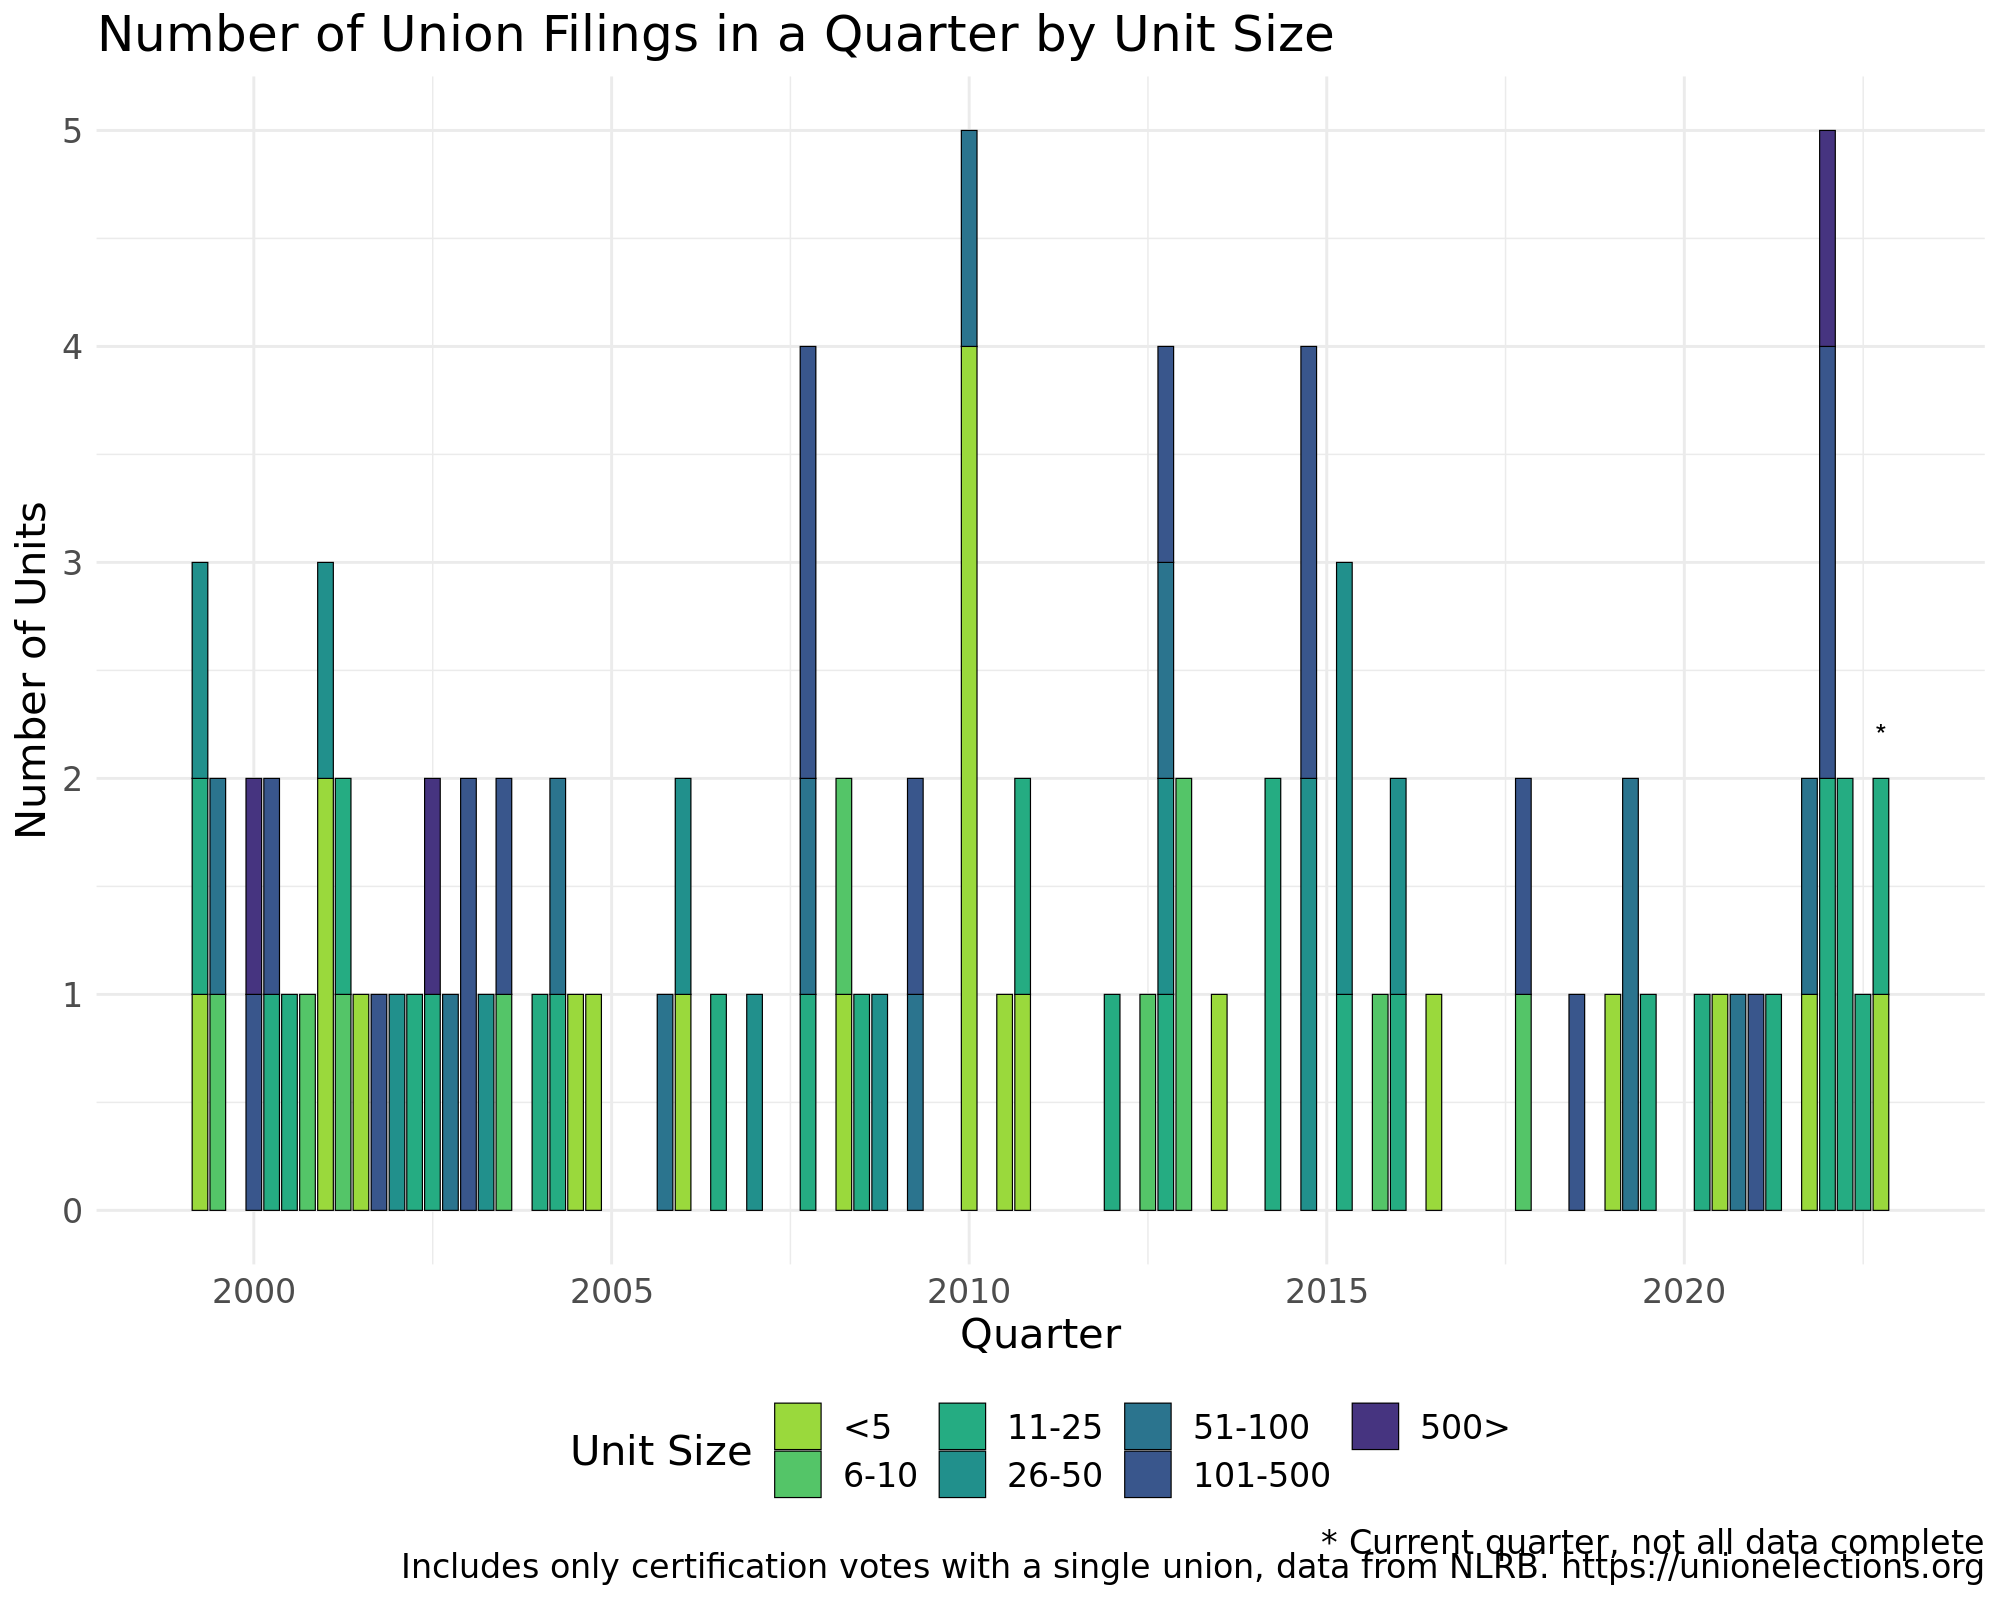 Number of Union Filings in a Quarter by Unit Size
Number of Units
5
4
3
2
1
0
*
2000 2005 2010 2015 2020
Quarter
Unit Size
<5 11-25 51-100 500>
6-10 26-50 101-500
* Current quarter, not all data complete
Includes only certification votes with a single union, data from NLRB. https://unionelections.org